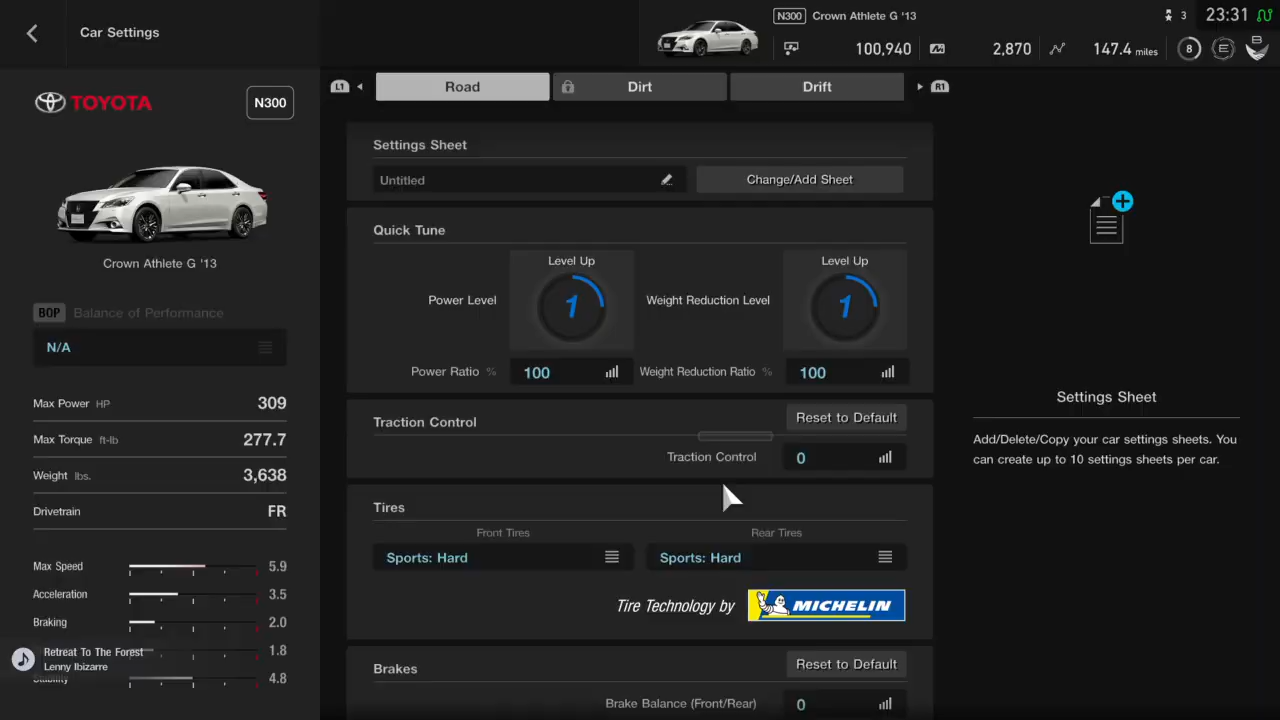 Car Settings
N300 Crown Athlete G '13
3
23:31
100,940
2,870
147.4 miles
8
E
B
TOYOTA
N300
Crown Athlete G '13
BOP Balance of Performance
N/A
Max Power HP 309
Max Torque ft-lb 277.7
Weight lbs. 3,638
Drivetrain FR
Max Speed 5.9
Acceleration 3.5
Braking 2.0
1.8
Stability 4.8
Retreat To The Forest
Lenny Ibizarre
L1 Road Dirt Drift R1
Settings Sheet
Untitled Change/Add Sheet
Quick Tune
Level Up Level Up
Power Level 1 Weight Reduction Level 1
Power Ratio % 100 Weight Reduction Ratio % 100
Traction Control Reset to Default
Traction Control 0
Tires
Front Tires Rear Tires
Sports: Hard Sports: Hard
Tire Technology by MICHELIN
Brakes Reset to Default
Brake Balance (Front/Rear) 0
Settings Sheet
Add/Delete/Copy your car settings sheets. You
can create up to 10 settings sheets per car.